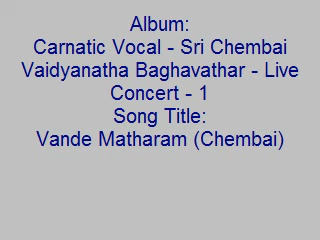 Album:
Carnatic Vocal - Sri Chembai
Vaidyanatha Baghavathar - Live
Concert - 1
Song Title:
Vande Matharam (Chembai)